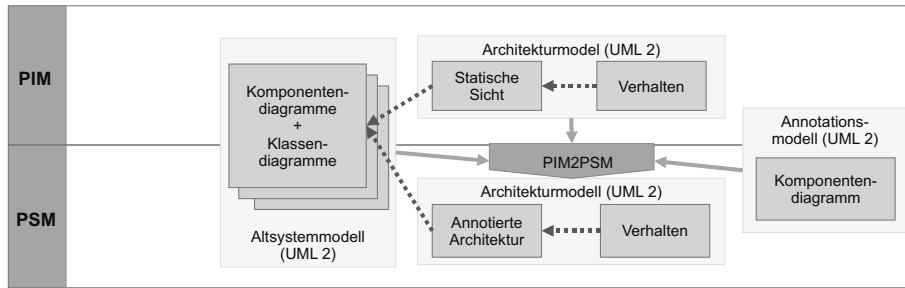 PIM
Komponenten-
diagramme
+
Klassen-
diagramme
Altsystemmodell
(UML 2)
Architekturmodel (UML 2)
Statische
Sicht
Verhalten
PIM2PSM
Annotations-
modell (UML 2)
Komponenten-
diagramm
PSM
Architekturmodell (UML 2)
Annotierte
Architektur
Verhalten